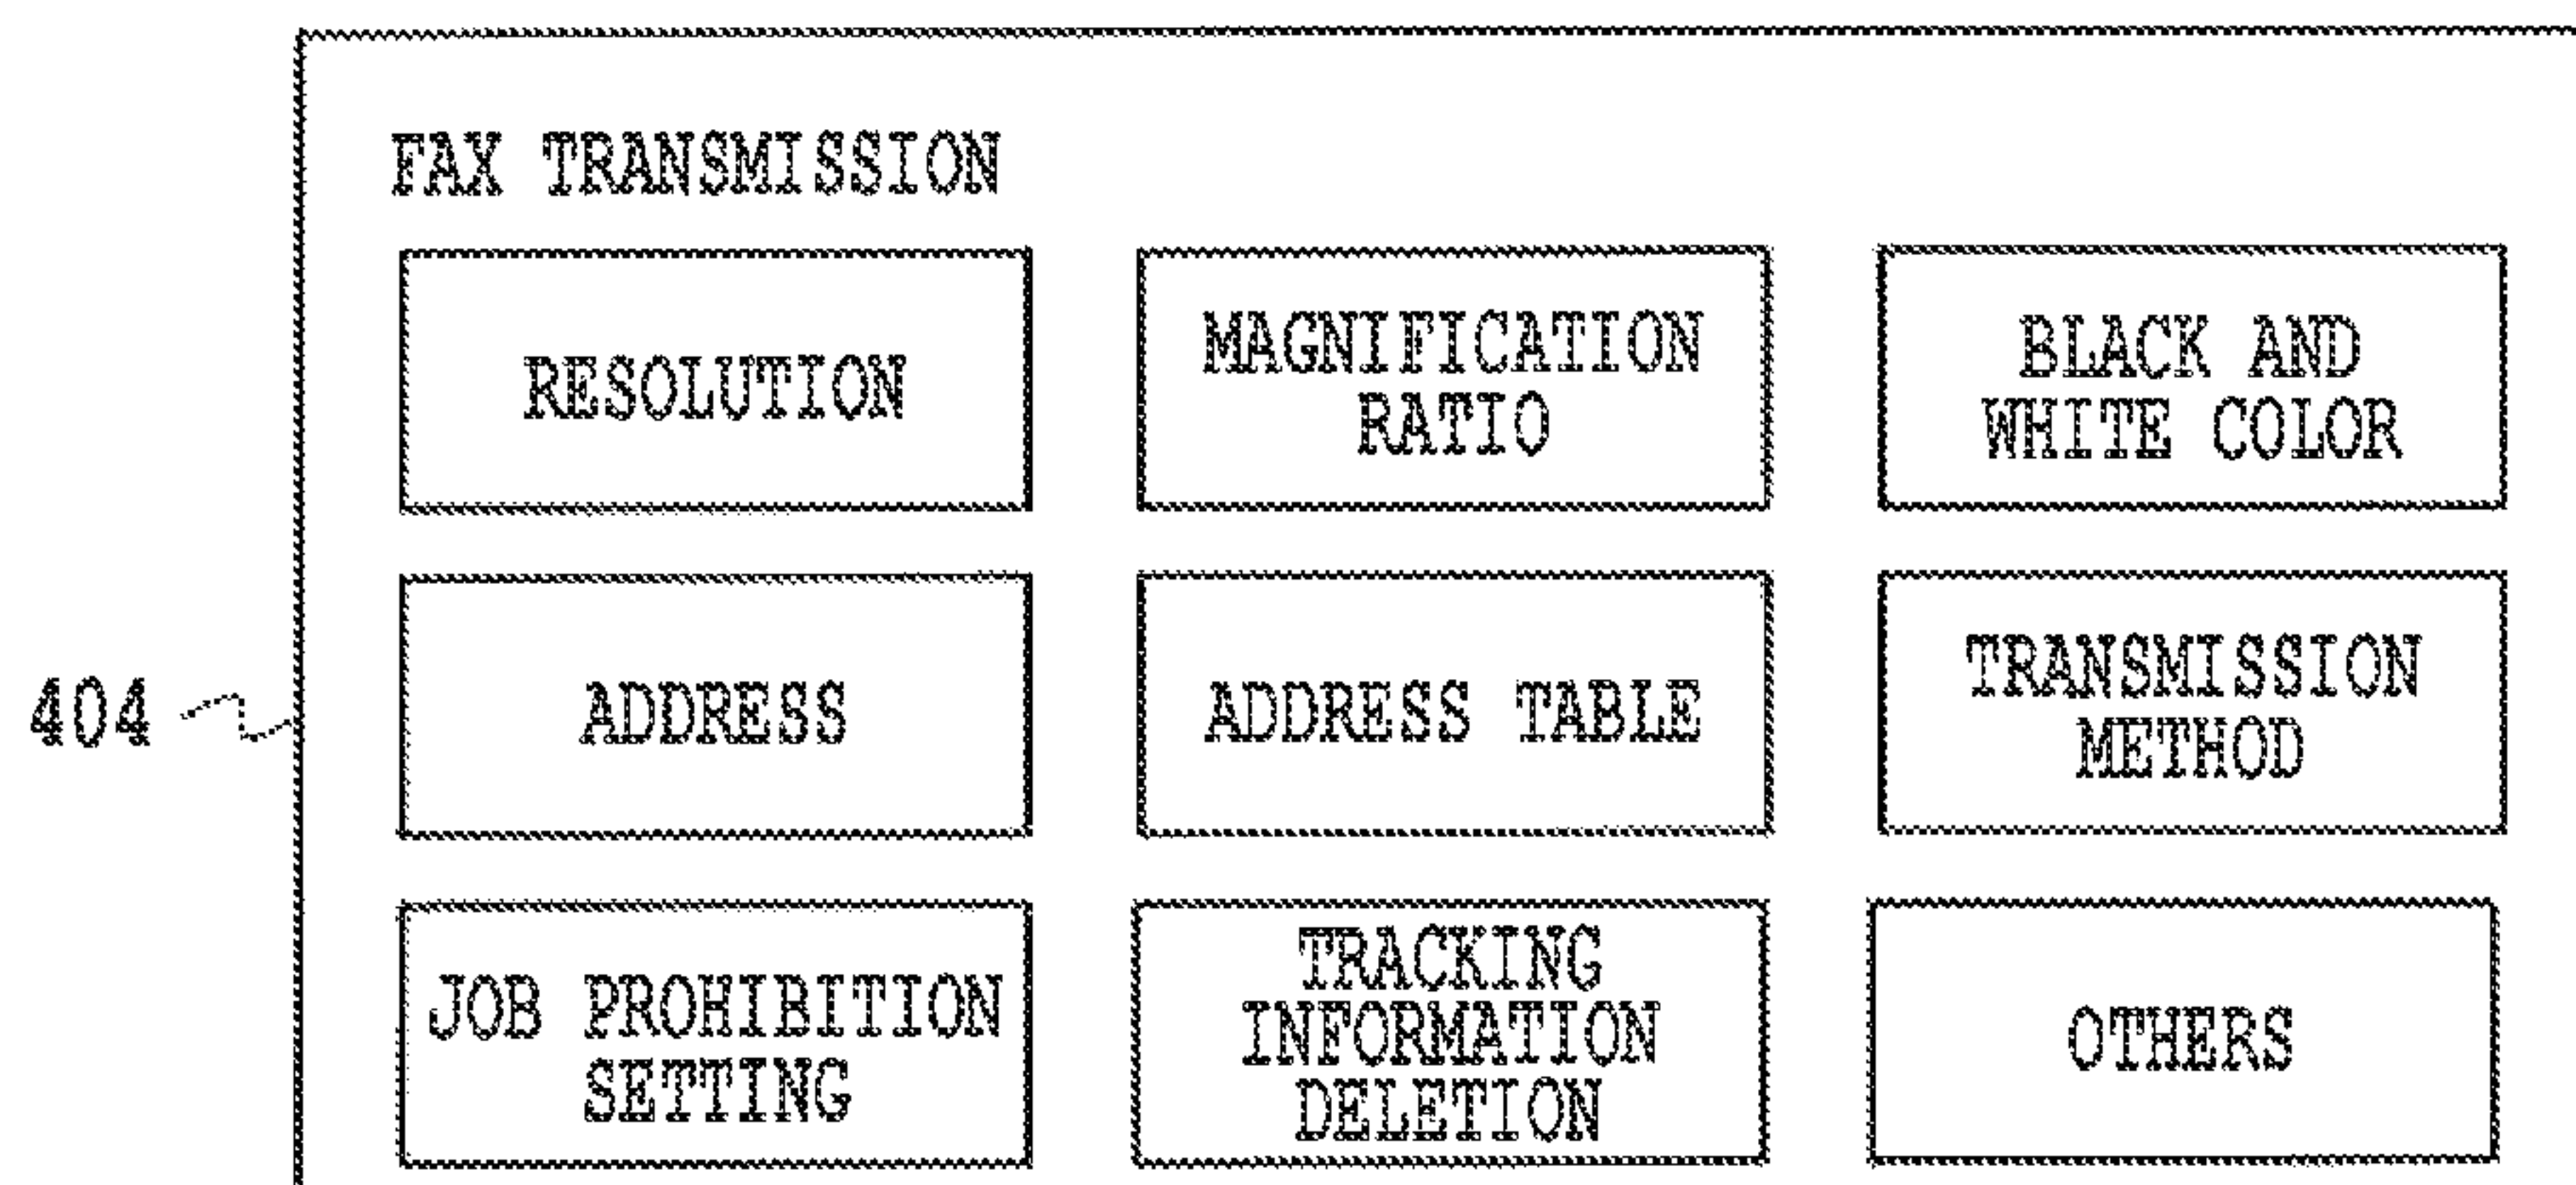 FAX TRANSMISSION
RESOLUTION
MAGNIFICATION
RATIO
BLACK AND
WHITE COLOR
404
ADDRESS
ADDRESS TABLE
TRANSMISSION
METHOD
JOB PROHIBITION
SETTING
TRACKING
INFORMATION
DELETION
OTHERS